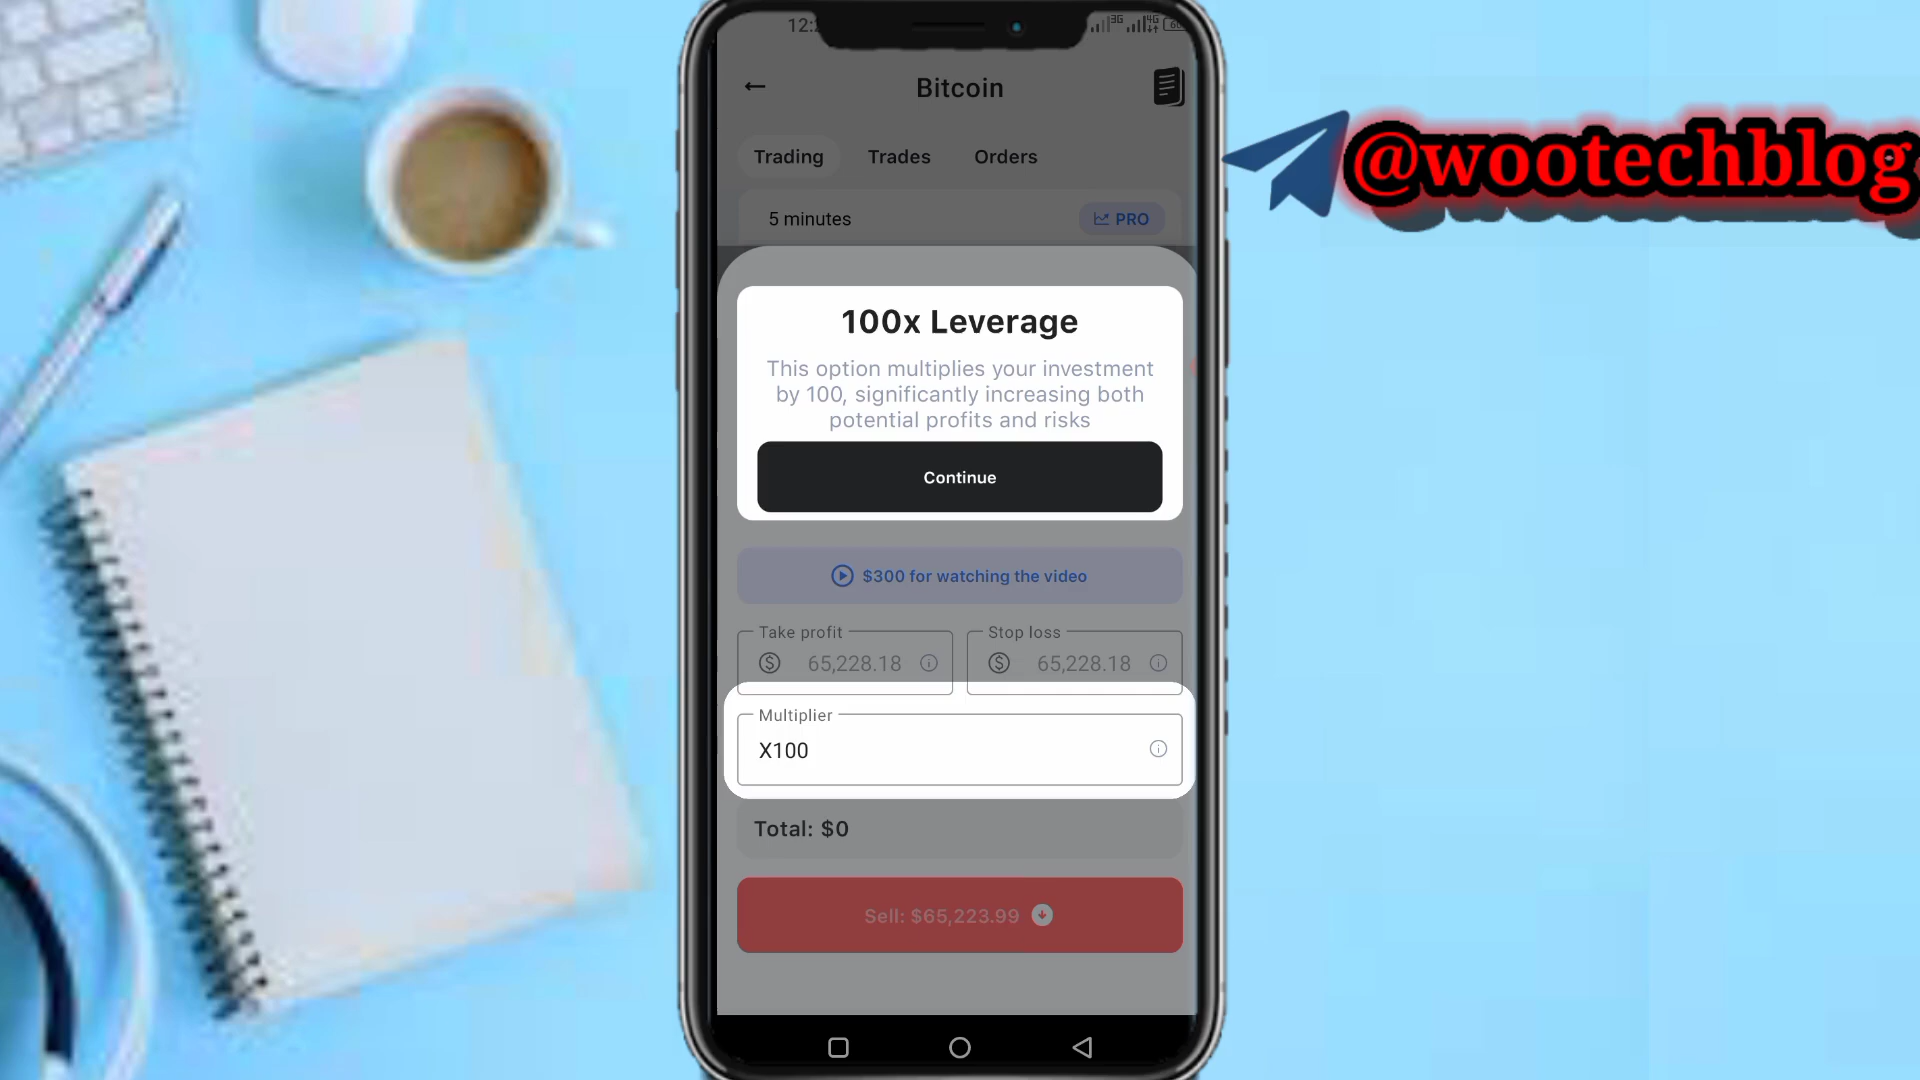 Bitcoin
Trading Trades Orders
5 minutes PRO
100x Leverage
This option multiplies your investment
by 100, significantly increasing both
potential profits and risks
Continue
$300 for watching the video
Take profit Stop loss
65,228.18 65,228.18
Multiplier
X100
Total: $0
Sell: $65,223.99
@wootechblog